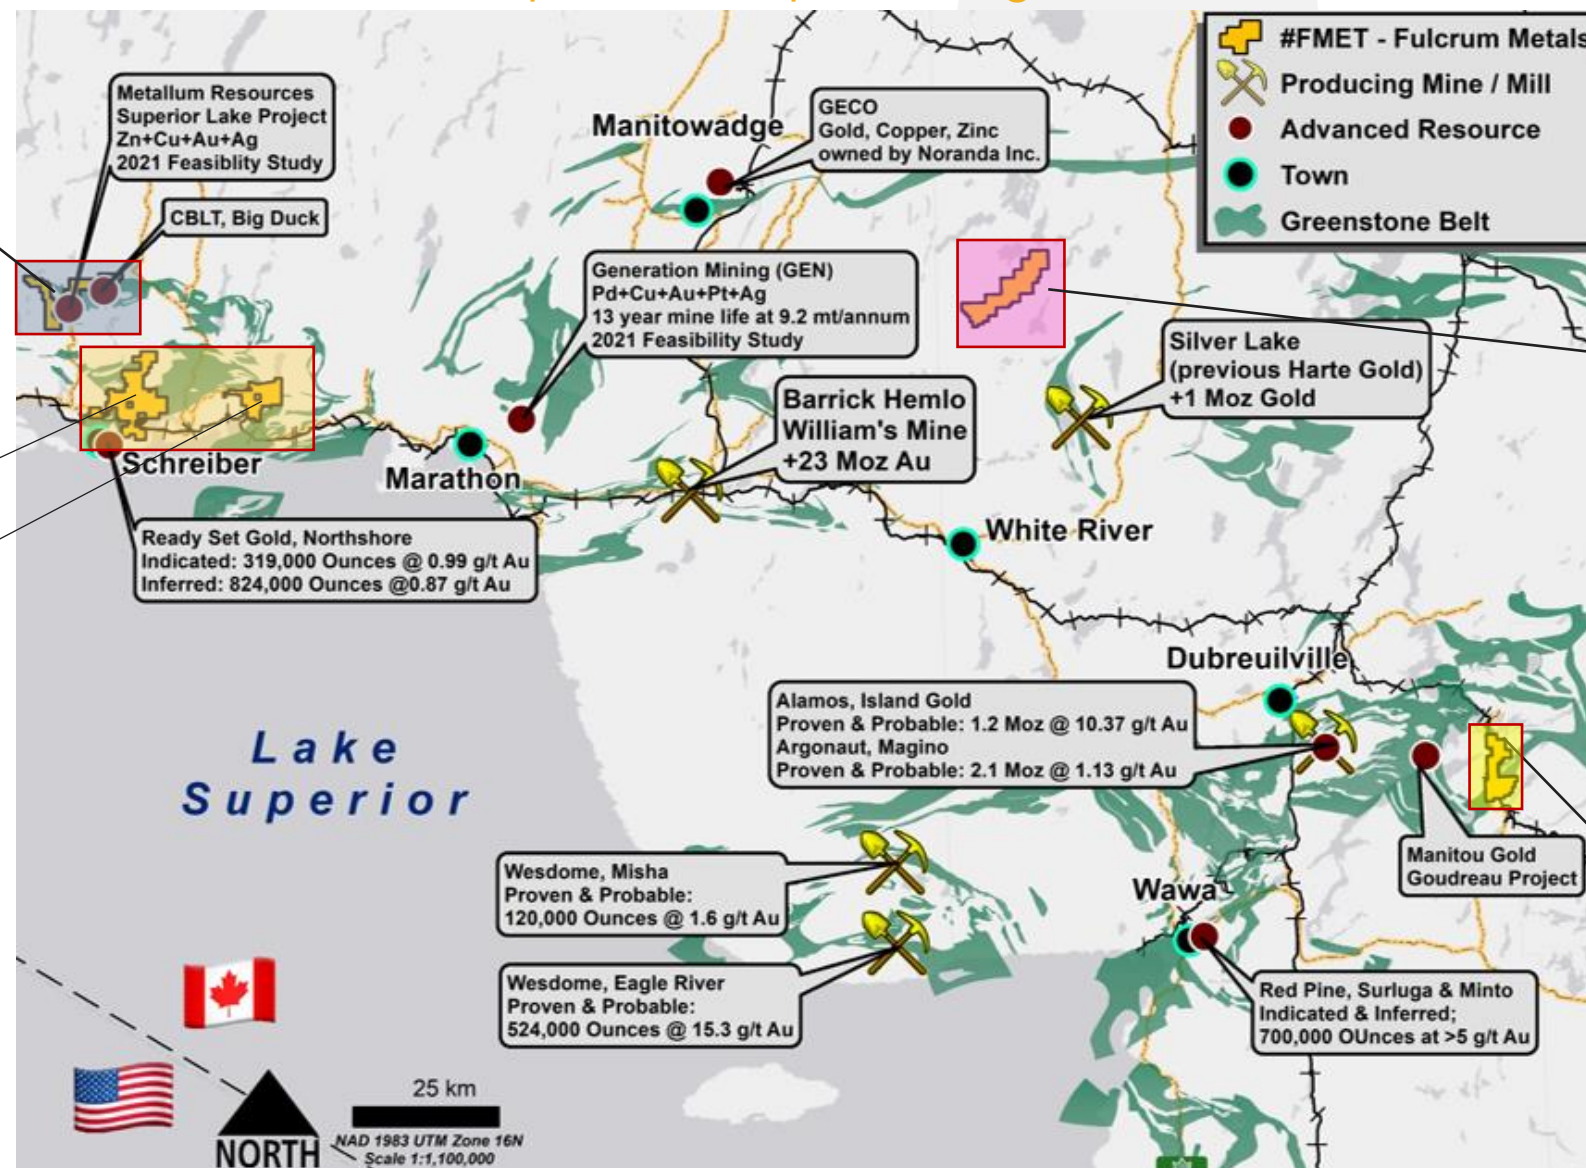 #FMET - Fulcrum Metals
Producing Mine / Mill
Advanced Resource
Town
Greenstone Belt
Metallum Resources
Superior Lake Project
Zn+Cu+Au+Ag
2021 Feasiblity Study
CBLT, Big Duck
Manitowadge
GECO
Gold, Copper, Zinc
owned by Noranda Inc.
Generation Mining (GEN)
Pd+Cu+Au+Pt+Ag
13 year mine life at 9.2 mt/annum
2021 Feasibility Study
Silver Lake
(previous Harte Gold)
+1 Moz Gold
Barrick Hemlo
William's Mine
+23 Moz Au
Schreiber
Marathon
Ready Set Gold, Northshore
Indicated: 319,000 Ounces @ 0.99 g/t Au
Inferred: 824,000 Ounces @0.87 g/t Au
White River
Dubreuilville
Alamos, Island Gold
Proven & Probable: 1.2 Moz @ 10.37 g/t Au
Argonaut, Magino
Proven & Probable: 2.1 Moz @ 1.13 g/t Au
Lake
Superior
Manitou Gold
Goudreau Project
Wesdome, Misha
Proven & Probable:
120,000 Ounces @ 1.6 g/t Au
Wawa
Wesdome, Eagle River
Proven & Probable:
524,000 Ounces @ 15.3 g/t Au
Red Pine, Surluga & Minto
Indicated & Inferred;
700,000 OUnces at >5 g/t Au
25 km
NORTH
NAD 1983 UTM Zone 16N
Scale 1:1,100,000